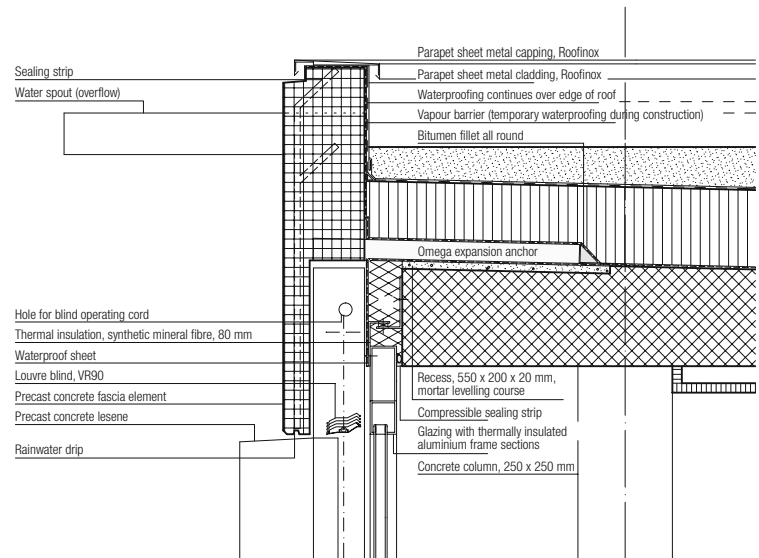 Sealing strip
Water spout (overflow)
Hole for blind operating cord
Thermal insulation, synthetic mineral fibre, 80 mm
Waterproof sheet
Louvre blind, VR90
Precast concrete fascia element
Precast concrete lesene
Rainwater drip
Parapet sheet metal capping, Roofinox
Parapet sheet metal cladding, Roofinox
Waterproofing continues over edge of roof
Vapour barrier (temporary waterproofing during construction)
Bitumen fillet all round
Omega expansion anchor
Recess, 550 x 200 x 20 mm,
mortar levelling course
Compressible sealing strip
Glazing with thermally insulated
aluminium frame sections
Concrete column, 250 x 250 mm